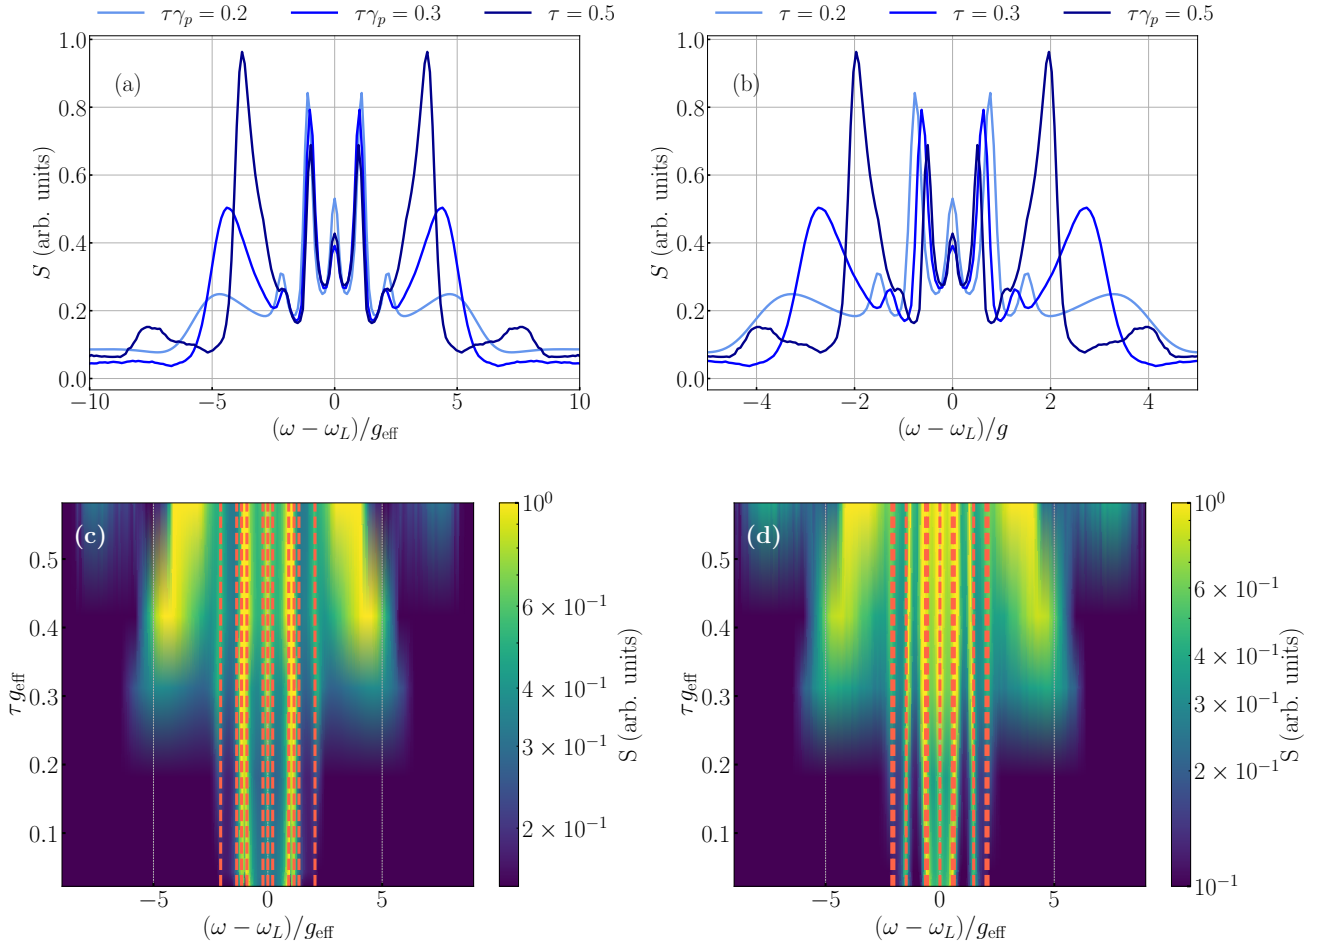 τγ_p = 0.2   τγ_p = 0.3   τ = 0.5
1.0
0.8
0.6
0.4
0.2
0.0
S (arb. units)
(a)
−10   −5   0   5   10
(ω − ω_L)/g_eff
τ = 0.2   τ = 0.3   τγ_p = 0.5
1.0
0.8
0.6
0.4
0.2
0.0
S (arb. units)
(b)
−4   −2   0   2   4
(ω − ω_L)/g
(c)
0.5
0.4
0.3
0.2
0.1
τ g_eff
−5   0   5
(ω − ω_L)/g_eff
10^0
6 × 10^−1
4 × 10^−1
3 × 10^−1
2 × 10^−1
S (arb. units)
(d)
0.5
0.4
0.3
0.2
0.1
τ g_eff
−5   0   5
(ω − ω_L)/g_eff
10^0
6 × 10^−1
4 × 10^−1
3 × 10^−1
2 × 10^−1
10^−1
S (arb. units)